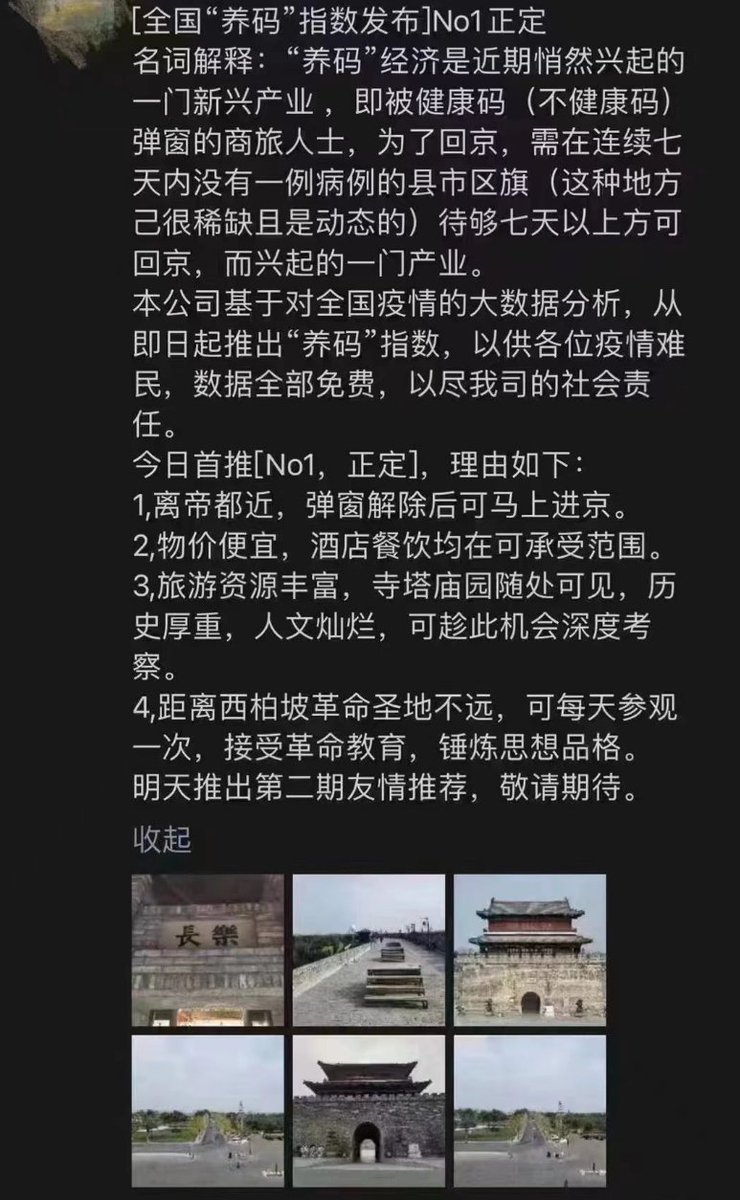 [全国“养码”指数发布]No1正定
名词解释：“养码”经济是近期悄然兴起的
一门新兴产业 ，即被健康码（不健康码）
弹窗的商旅人士，为了回京，需在连续七
天内没有一例病例的县市区旗（这种地方
己很稀缺且是动态的）待够七天以上方可
回京，而兴起的一门产业。
本公司基于对全国疫情的大数据分析，从
即日起推出“养码”指数，以供各位疫情难
民，数据全部免费，以尽我司的社会责
任。
今日首推[No1，正定]，理由如下：
1,离帝都近，弹窗解除后可马上进京。
2,物价便宜，酒店餐饮均在可承受范围。
3,旅游资源丰富，寺塔庙园随处可见，历
史厚重，人文灿烂，可趁此机会深度考
察。
4,距离西柏坡革命圣地不远，可每天参观
一次，接受革命教育，锤炼思想品格。
明天推出第二期友情推荐，敬请期待。
收起
長樂